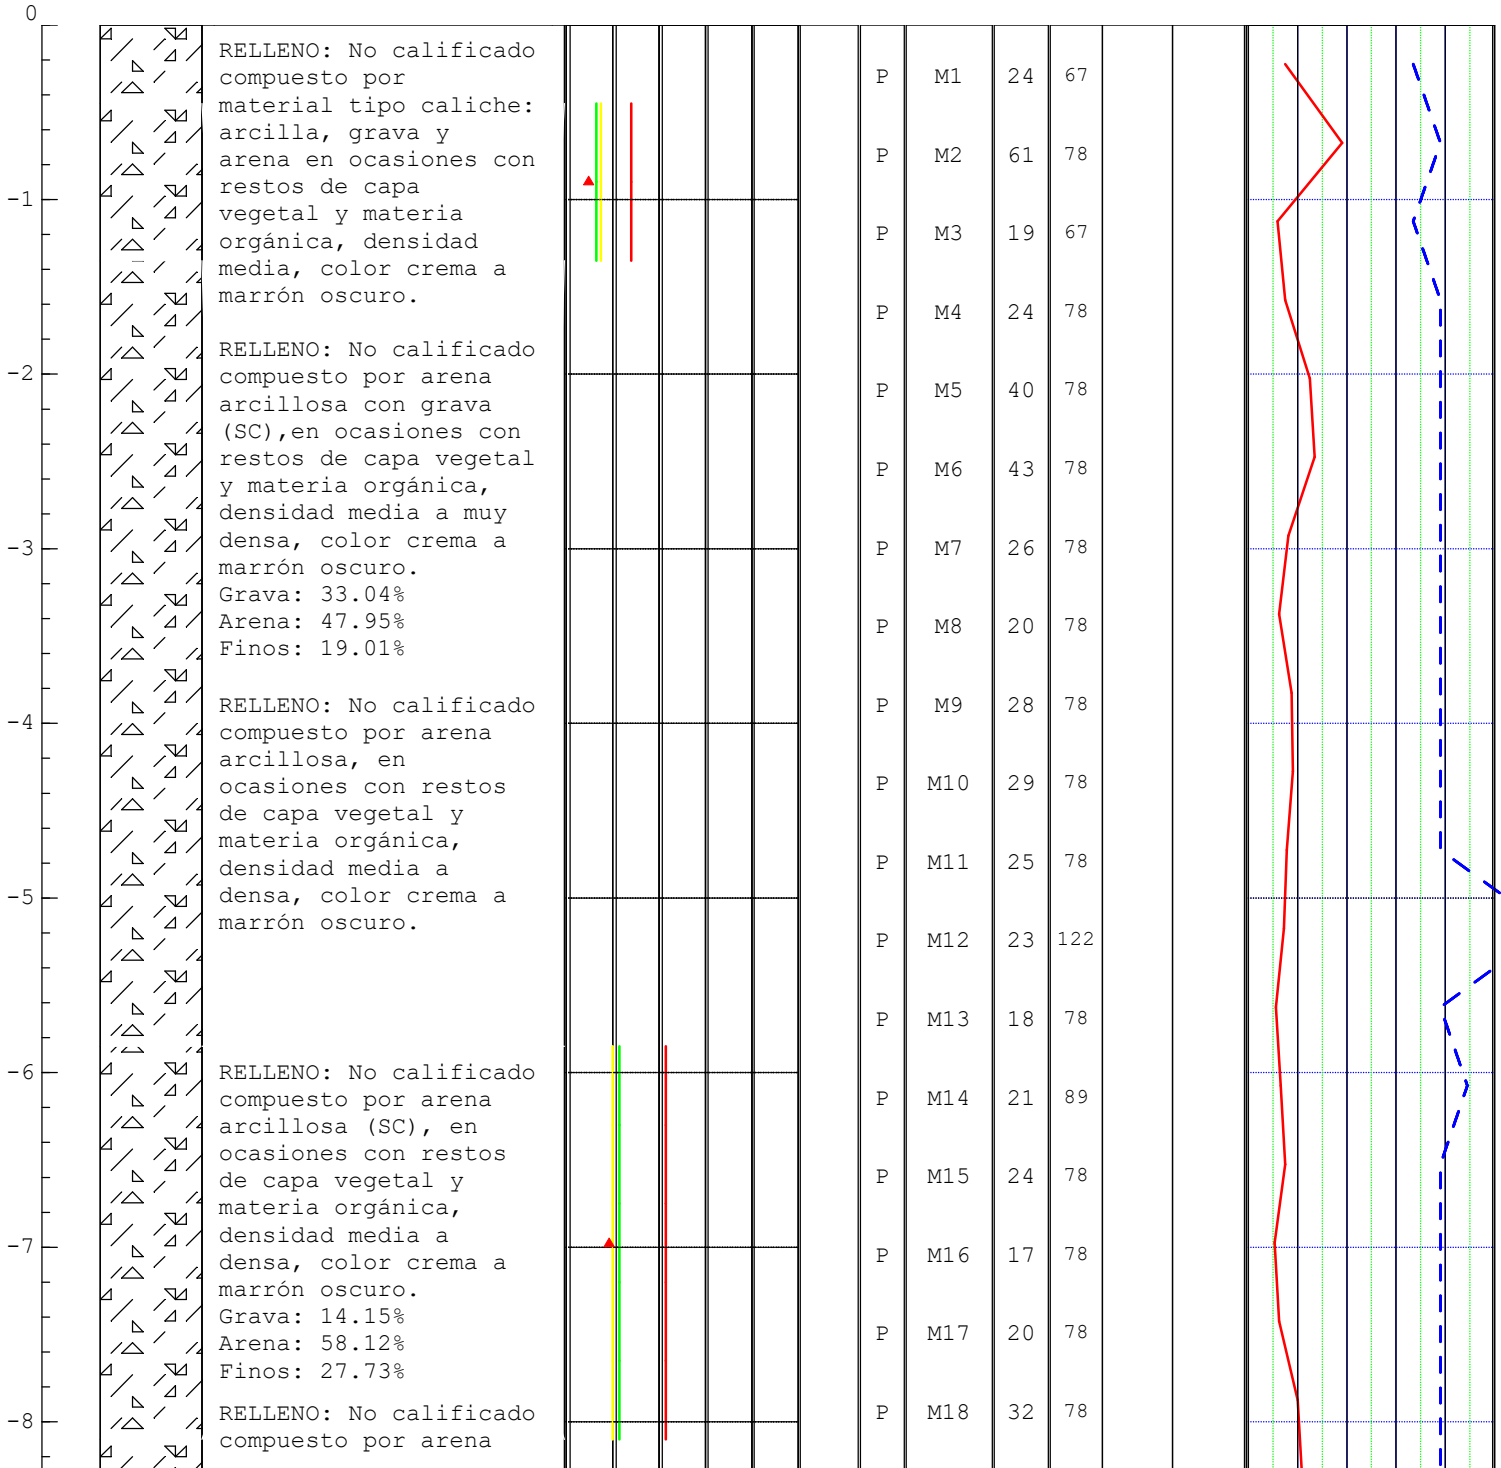 0
-1
-2
-3
-4
-5
-6
-7
-8
RELLENO: No calificado
compuesto por
material tipo caliche:
arcilla, grava y
arena en ocasiones con
restos de capa
vegetal y materia
orgánica, densidad
media, color crema a
marrón oscuro.
RELLENO: No calificado
compuesto por arena
arcillosa con grava
(SC),en ocasiones con
restos de capa vegetal
y materia orgánica,
densidad media a muy
densa, color crema a
marrón oscuro.
Grava: 33.04%
Arena: 47.95%
Finos: 19.01%
RELLENO: No calificado
compuesto por arena
arcillosa, en
ocasiones con restos
de capa vegetal y
materia orgánica,
densidad media a
densa, color crema a
marrón oscuro.
RELLENO: No calificado
compuesto por arena
arcillosa (SC), en
ocasiones con restos
de capa vegetal y
materia orgánica,
densidad media a
densa, color crema a
marrón oscuro.
Grava: 14.15%
Arena: 58.12%
Finos: 27.73%
RELLENO: No calificado
compuesto por arena
P M1 24 67
P M2 61 78
P M3 19 67
P M4 24 78
P M5 40 78
P M6 43 78
P M7 26 78
P M8 20 78
P M9 28 78
P M10 29 78
P M11 25 78
P M12 23 122
P M13 18 78
P M14 21 89
P M15 24 78
P M16 17 78
P M17 20 78
P M18 32 78